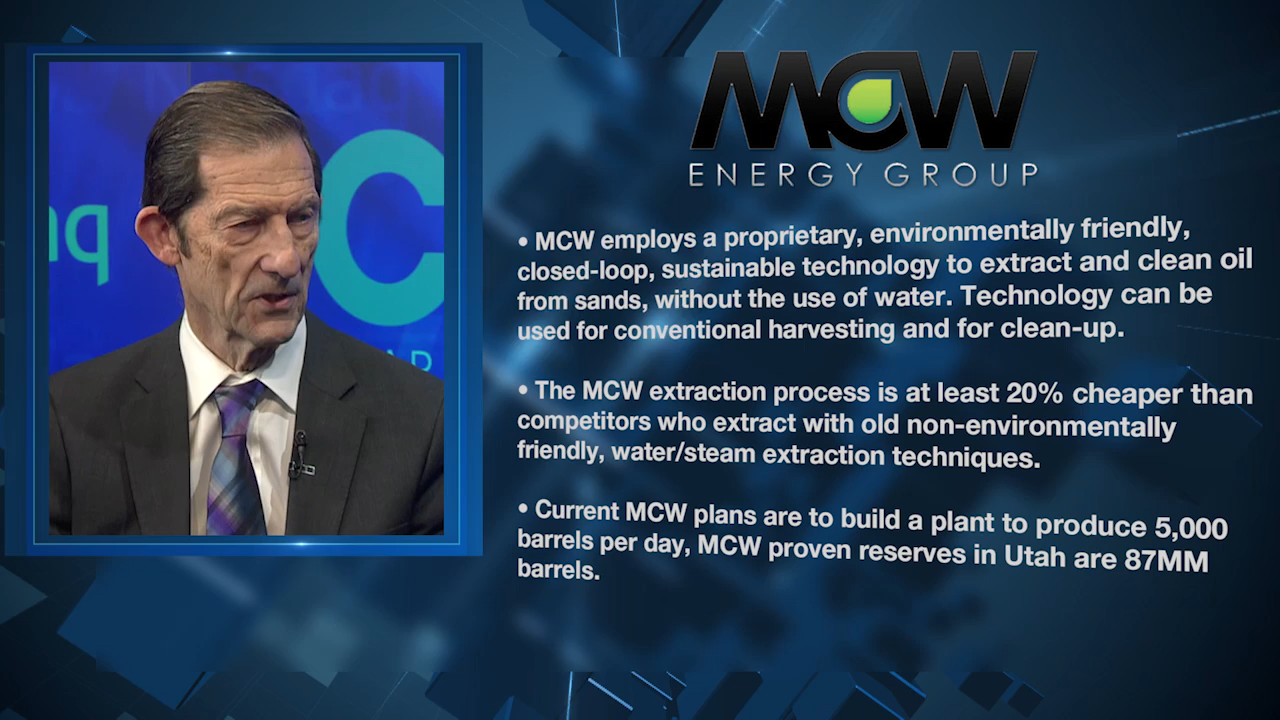 MCW
ENERGY GROUP
• MCW employs a proprietary, environmentally friendly,
closed-loop, sustainable technology to extract and clean oil
from sands, without the use of water. Technology can be
used for conventional harvesting and for clean-up.
• The MCW extraction process is at least 20% cheaper than
competitors who extract with old non-environmentally
friendly, water/steam extraction techniques.
• Current MCW plans are to build a plant to produce 5,000
barrels per day, MCW proven reserves in Utah are 87MM
barrels.